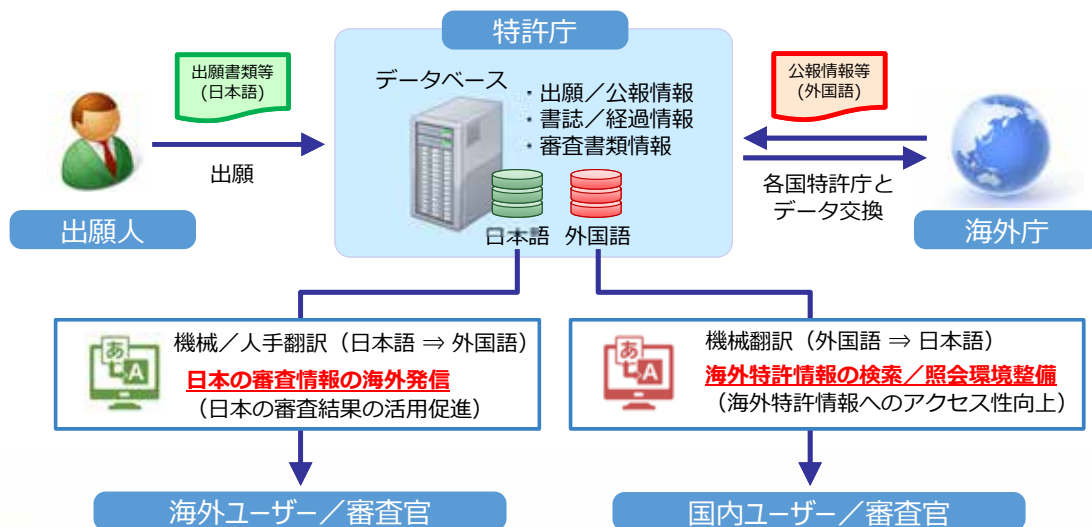 特許庁
出願書類等
(日本語)
データベース
・出願／公報情報
・書誌／経過情報
・審査書類情報
公報情報等
(外国語)
出願
各国特許庁と
データ交換
出願人
日本語
外国語
海外庁
あ
A
機械／人手翻訳（日本語 ⇒ 外国語）
日本の審査情報の海外発信
（日本の審査結果の活用促進）
あ
A
機械翻訳（外国語 ⇒ 日本語）
海外特許情報の検索／照会環境整備
（海外特許情報へのアクセス性向上）
海外ユーザー／審査官
国内ユーザー／審査官